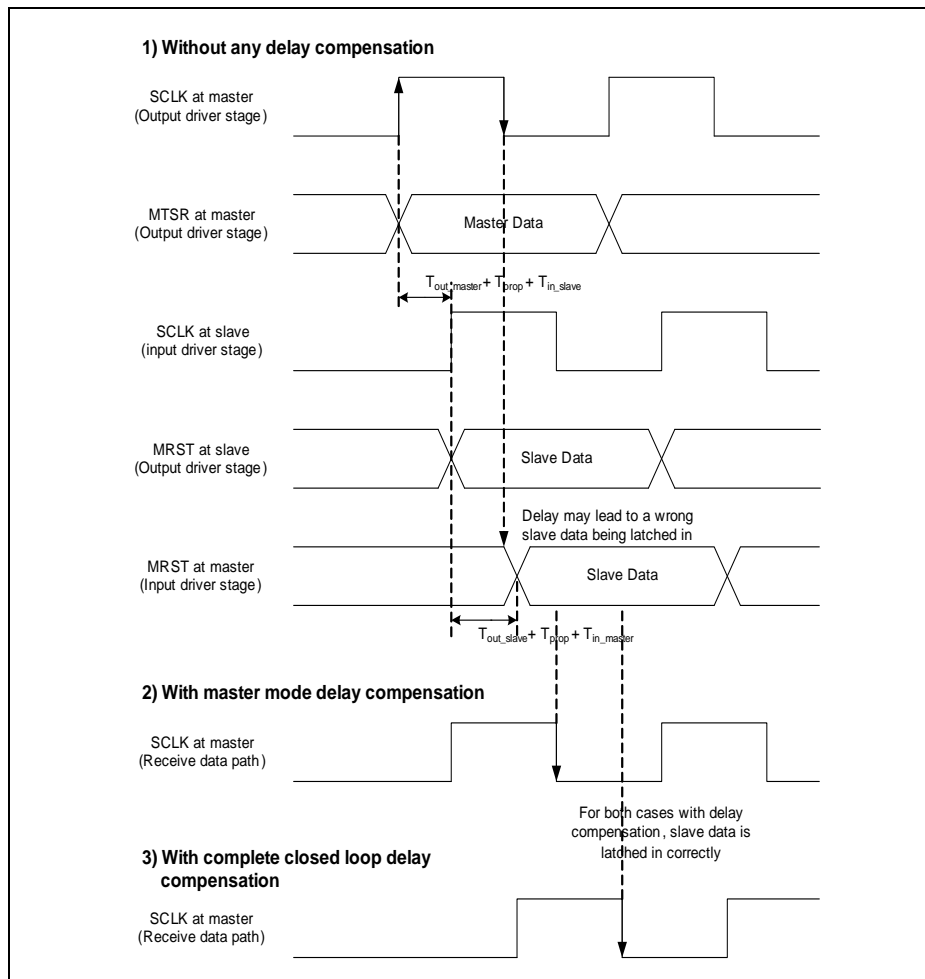 1) Without any delay compensation
SCLK at master
(Output driver stage)
MTSR at master
(Output driver stage)
Master Data
Tout_master + Tprop + Tin_slave
SCLK at slave
(input driver stage)
MRST at slave
(Output driver stage)
Slave Data
Delay may lead to a wrong
slave data being latched in
MRST at master
(Input driver stage)
Slave Data
Tout_slave + Tprop + Tin_master
2) With master mode delay compensation
SCLK at master
(Receive data path)
For both cases with delay
compensation, slave data is
latched in correctly
3) With complete closed loop delay
compensation
SCLK at master
(Receive data path)